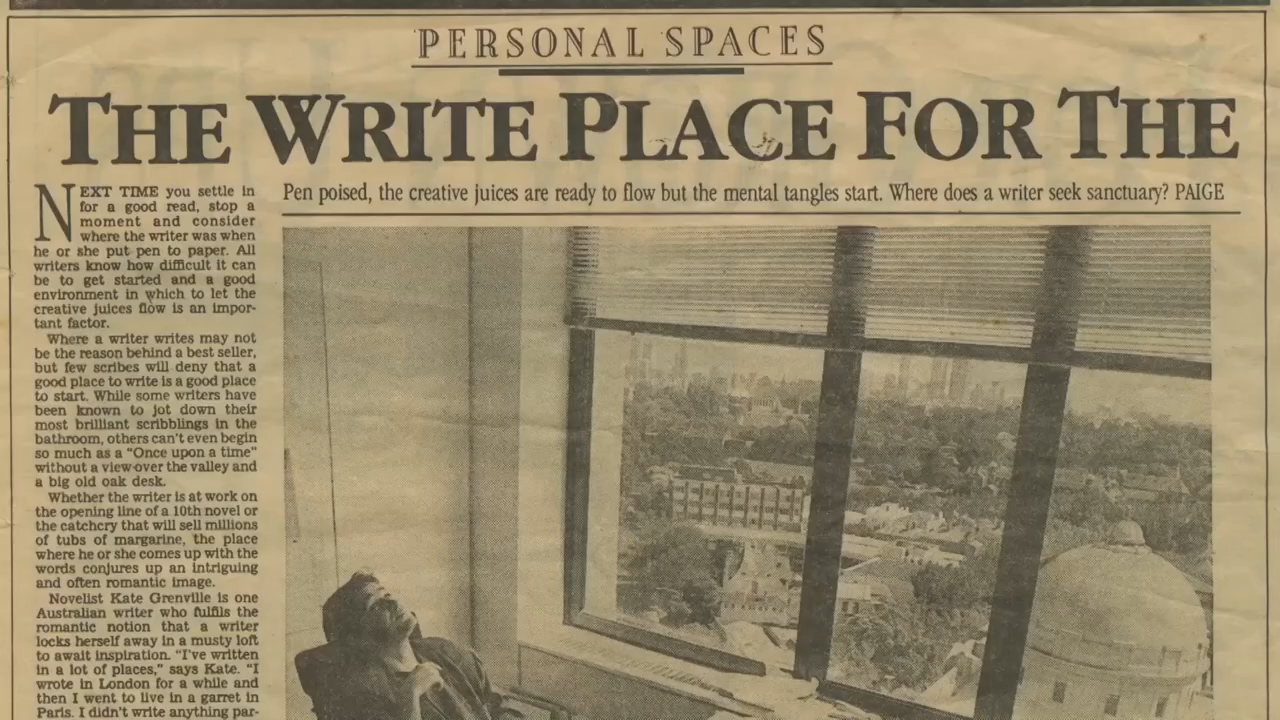 PERSONAL SPACES
THE WRITE PLACE FOR THE
Pen poised, the creative juices are ready to flow but the mental tangles start. Where does a writer seek sanctuary? PAIGE
NEXT TIME you settle in
for a good read, stop a
moment and consider
where the writer was when
he or she put pen to paper. All
writers know how difficult it can
be to get started and a good
environment in which to let the
creative juices flow is an impor-
tant factor.
Where a writer writes may not
be the reason behind a best seller,
but few scribes will deny that a
good place to write is a good place
to start. While some writers have
been known to jot down their
most brilliant scribblings in the
bathroom, others can't even begin
so much as a "Once upon a time"
without a view over the valley and
a big old oak desk.
Whether the writer is at work on
the opening line of a 10th novel or
the catchcry that will sell millions
of tubs of margarine, the place
where he or she comes up with the
words conjures up an intriguing
and often romantic image.
Novelist Kate Grenville is one
Australian writer who fulfils the
romantic notion that a writer
locks herself away in a musty loft
to await inspiration. "I've written
in a lot of places," says Kate. "I
wrote in London for a while and
then I went to live in a garret in
Paris. I didn't write anything par-